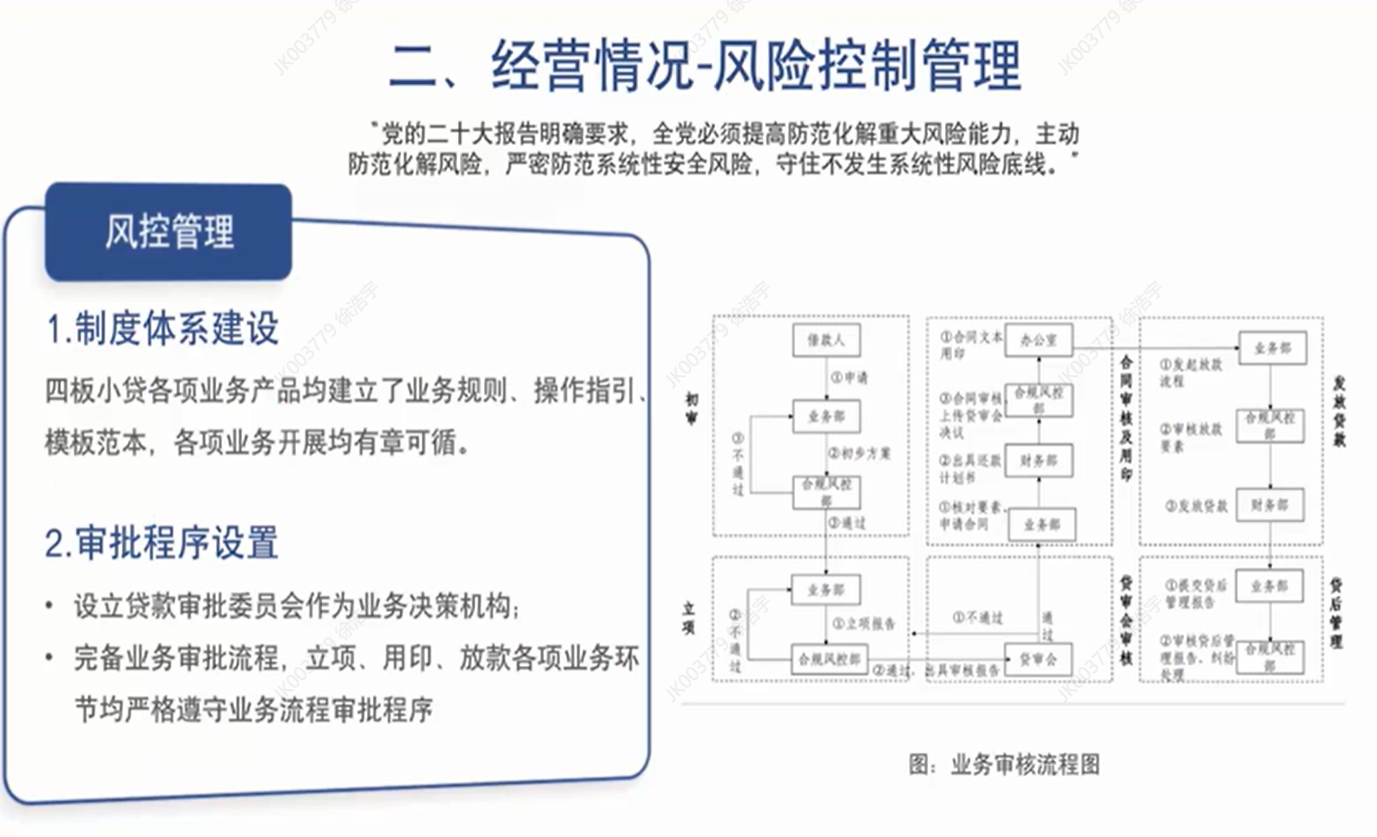 二、经营情况-风险控制管理
“党的二十大报告明确要求，全党必须提高防范化解重大风险能力，主动
防范化解风险，严密防范系统性安全风险，守住不发生系统性风险底线。”
风控管理
1.制度体系建设
四板小贷各项业务产品均建立了业务规则、操作指引、
模板范本，各项业务开展均有章可循。
2.审批程序设置
• 设立贷款审批委员会作为业务决策机构；
• 完备业务审批流程，立项、用印、放款各项业务环
节均严格遵守业务流程审批程序
初审
借款人
①申请
业务部
③不通过
②初步方案
合规风控部
③通过
立项
业务部
②不通过
①立项报告
合规风控部
②通过，出具审核报告
合同审核及用印
①合同文本用印
办公室
③合同审核，上传贷审会决议
合规风控部
②出具还款计划书
财务部
①核对要素，申请合同
业务部
贷审会审核
①不通过
通过
贷审会
发放贷款
业务部
①发起放款流程
②审核放款要素
合规风控部
③发放贷款
财务部
贷后管理
①提交贷后管理报告
业务部
②审核贷后管理报告、纠纷处理
合规风控部
图：业务审核流程图
JK003779 徐浩宇